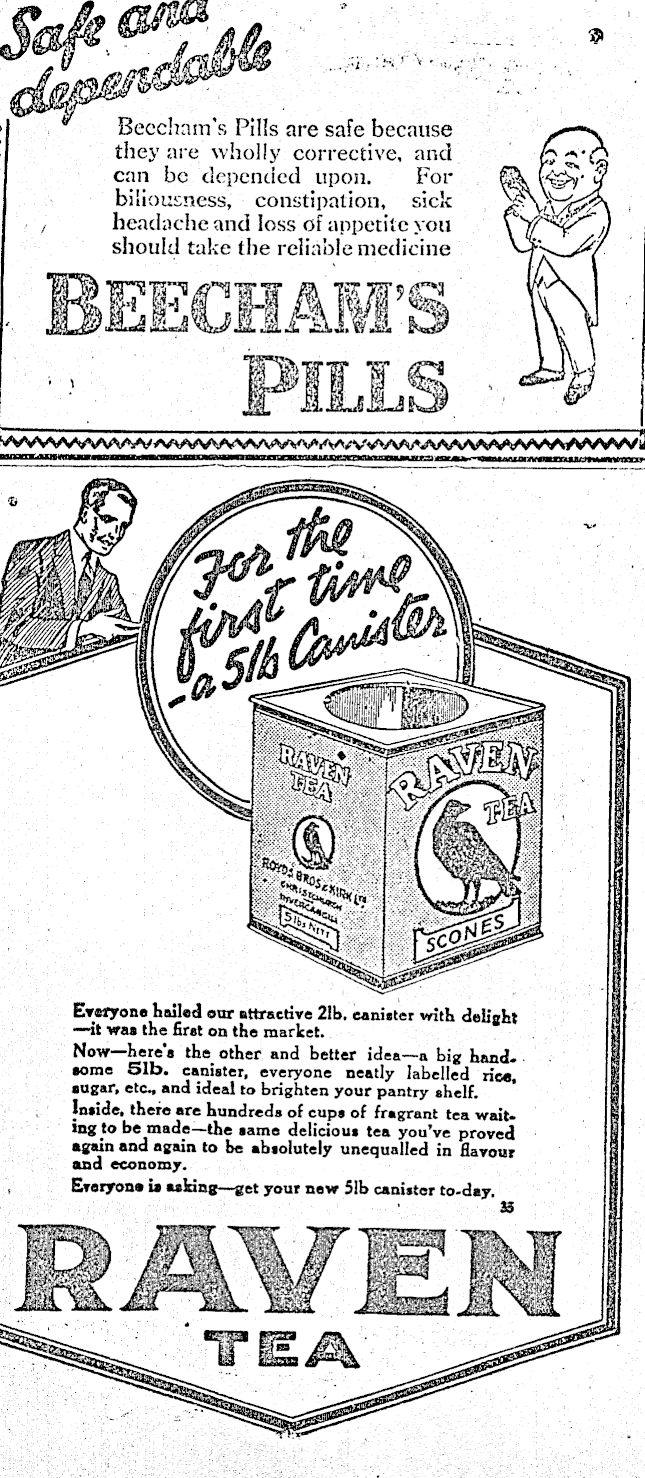 Safe and
dependable
Beecham's Pills are safe because
they are wholly corrective, and
can be depended upon. For
biliousness, constipation, sick
headache and loss of appetite you
should take the reliable medicine
BEECHAM'S
PILLS
For the
first time
-a 5lb Canister
RAVEN
TEA
ROYDS BROS & KIRK LTD
CHRISTCHURCH
INVERCARGILL
5 lbs NETT
RAVEN
TEA
SCONES
Everyone hailed our attractive 2lb. canister with delight
—it was the first on the market.
Now—here's the other and better idea—a big hand-
some 5lb. canister, everyone neatly labelled rice,
sugar, etc., and ideal to brighten your pantry shelf.
Inside, there are hundreds of cups of fragrant tea wait-
ing to be made—the same delicious tea you've proved
again and again to be absolutely unequalled in flavour
and economy.
Everyone is asking—get your new 5lb canister to-day.
35
RAVEN
TEA